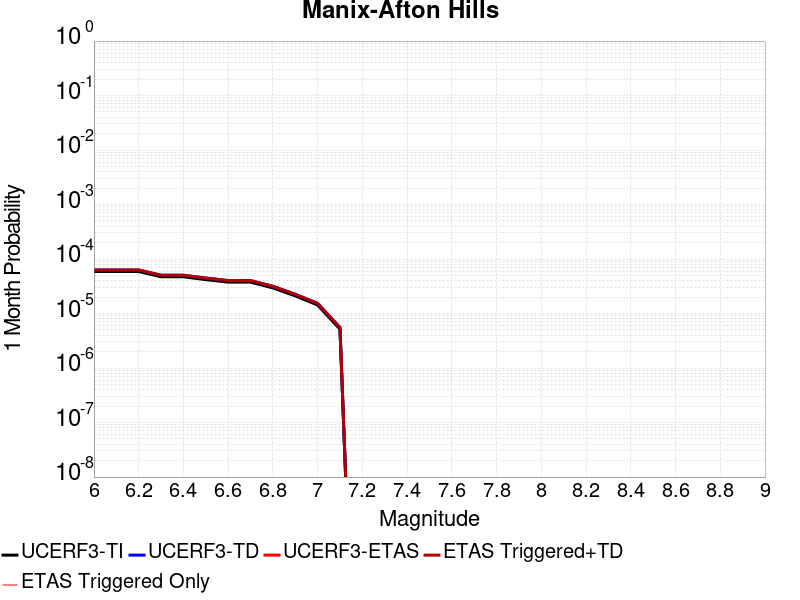 Manix-Afton Hills
10^0
10^-1
10^-2
10^-3
10^-4
10^-5
10^-6
10^-7
10^-8
1 Month Probability
6 6.2 6.4 6.6 6.8 7 7.2 7.4 7.6 7.8 8 8.2 8.4 8.6 8.8 9
Magnitude
UCERF3-TI UCERF3-TD UCERF3-ETAS ETAS Triggered+TD
ETAS Triggered Only